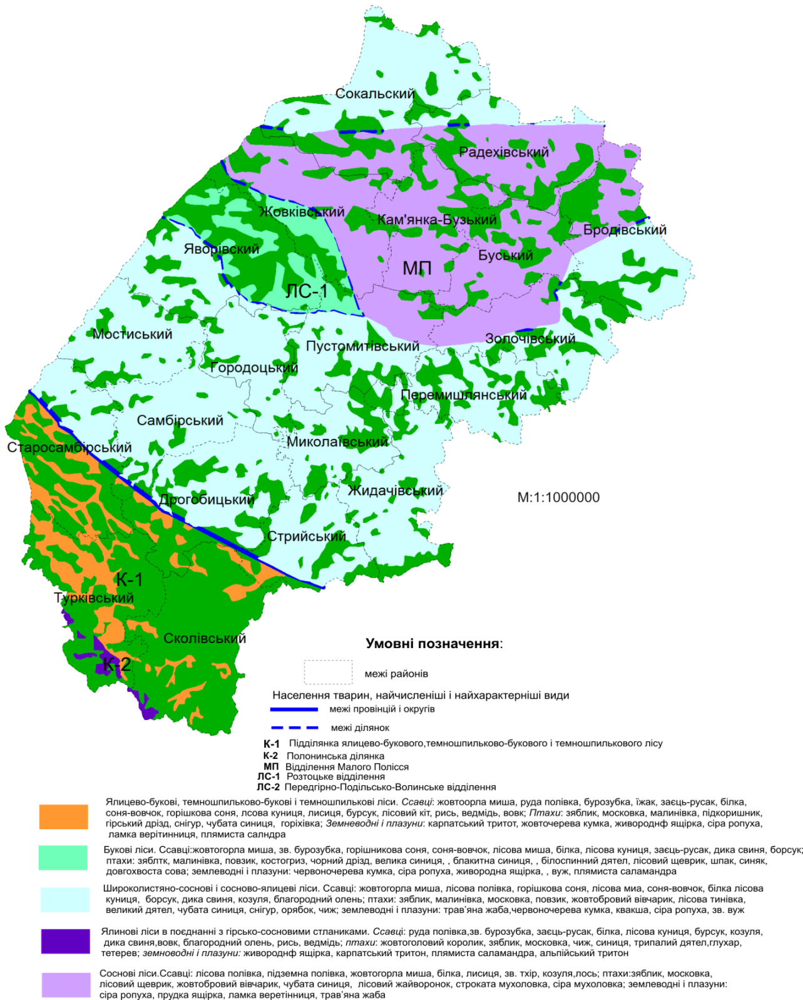 Сокальский
Радехівський
Жовківський
Кам'янка-Бузький
Бродівський
Яворівский
Буський
МП
ЛС-1
Мостиський
Пустомитівський
Золочівський
Городоцький
Перемишлянський
Самбірський
Миколаївський
Старосамбірський
Жидачівський
М:1:1000000
Дрогобицький
Стрийський
К-1
Турківський
Сколівський
К-2
Умовні позначення:
межі районів
Населення тварин, найчисленіші і найхарактерніші види
межі провінцій і округів
межі ділянок
К-1 Підділянка ялицево-букового,темношпильково-букового і темношпилькового лісу
К-2 Полонинська ділянка
МП Відділення Малого Полісся
ЛС-1 Розтоцьке відділення
ЛС-2 Передгірно-Подільсько-Волинське відділення
Ялицево-букові, темношпильково-букові і темношпилькові ліси. Ссавці: жовтоорла миша, руда полівка, бурозубка, їжак, заєць-русак, білка,
соня-вовчок, горішкова соня, лсова куниця, лисиця, бурсук, лісовий кіт, рись, ведмідь, вовк; Птахи: зяблик, московка, малинівка, підкоришник,
гірський дрізд, снігур, чубата синиця, горіхівка; Земневодні і плазуни: карпатський тритот, жовточерева кумка, живороднф ящірка, сіра ропуха,
ламка верітинниця, плямиста салндра
Букові ліси. Ссавці:жовтогорла миша, зв. бурозубка, горішникова соня, соня-вовчок, лісова миша, білка, лісова куниця, заєць-русак, дика свиня, борсук;
птахи: зяблтк, малинівка, повзик, костогриз, чорний дрізд, велика синиця, , блакитна синиця, , білоспинний дятел, лісовий щеврик, шпак, синяк,
довгохвоста сова; землеводні і плазуни: червоночерева кумка, сіра ропуха, живородна ящірка, , вуж, плямиста саламандра
Широколистяно-соснові і сосново-ялицеві ліси. Ссавці: жовтогорла миша, лісова полівка, горішкова соня, лісова миа, соня-вовчок, білка лісова
куниця, борсук, дика свиня, козуля, благородний олень; птахи: зяблик, малинівка, московка, повзик, жовтобровий вівчарик, лісова тинівка,
великий дятел, чубата синиця, снігур, орябок, чиж; землеводні і плазуни: трав'яна жаба,червоночерева кумка, квакша, сіра ропуха, зв. вуж
Ялинові ліси в поєднанні з гірсько-сосновими стланиками. Ссавці: руда полівка,зв. бурозубка, заєць-русак, білка, лісова куниця, бурсук, козуля,
дика свиня,вовк, благородний олень, рись, ведмідь; птахи: жовтоголовий королик, зяблик, московка, чиж, синиця, трипалий дятел,глухар,
тетерев; земноводні і плазуни: живороднф ящірка, карпатський тритон, плямиста саламандра, альпійський тритон
Соснові ліси.Ссавці: лісова полівка, підземна полівка, жовтогорла миша, білка, лисиця, зв. тхір, козуля,лось; птахи:зяблик, московка,
лісовий щеврик, жовтобровий вівчарик, чубата синиця, лісовий жайворонок, строката мухоловка, сіра мухоловка; землеводні і плазуни:
сіра ропуха, прудка ящірка, ламка веретінниця, трав'яна жаба